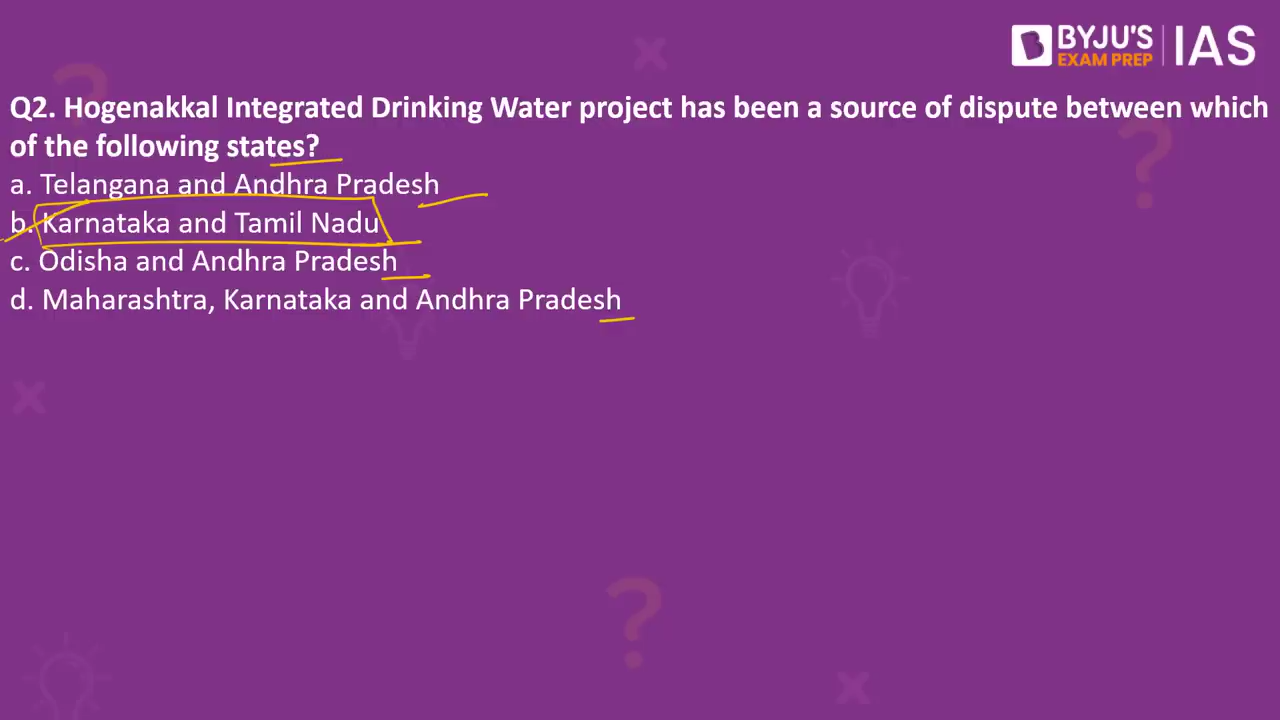 BYJU'S
EXAM PREP
IAS
Q2. Hogenakkal Integrated Drinking Water project has been a source of dispute between which
of the following states?
a. Telangana and Andhra Pradesh
b. Karnataka and Tamil Nadu
c. Odisha and Andhra Pradesh
d. Maharashtra, Karnataka and Andhra Pradesh